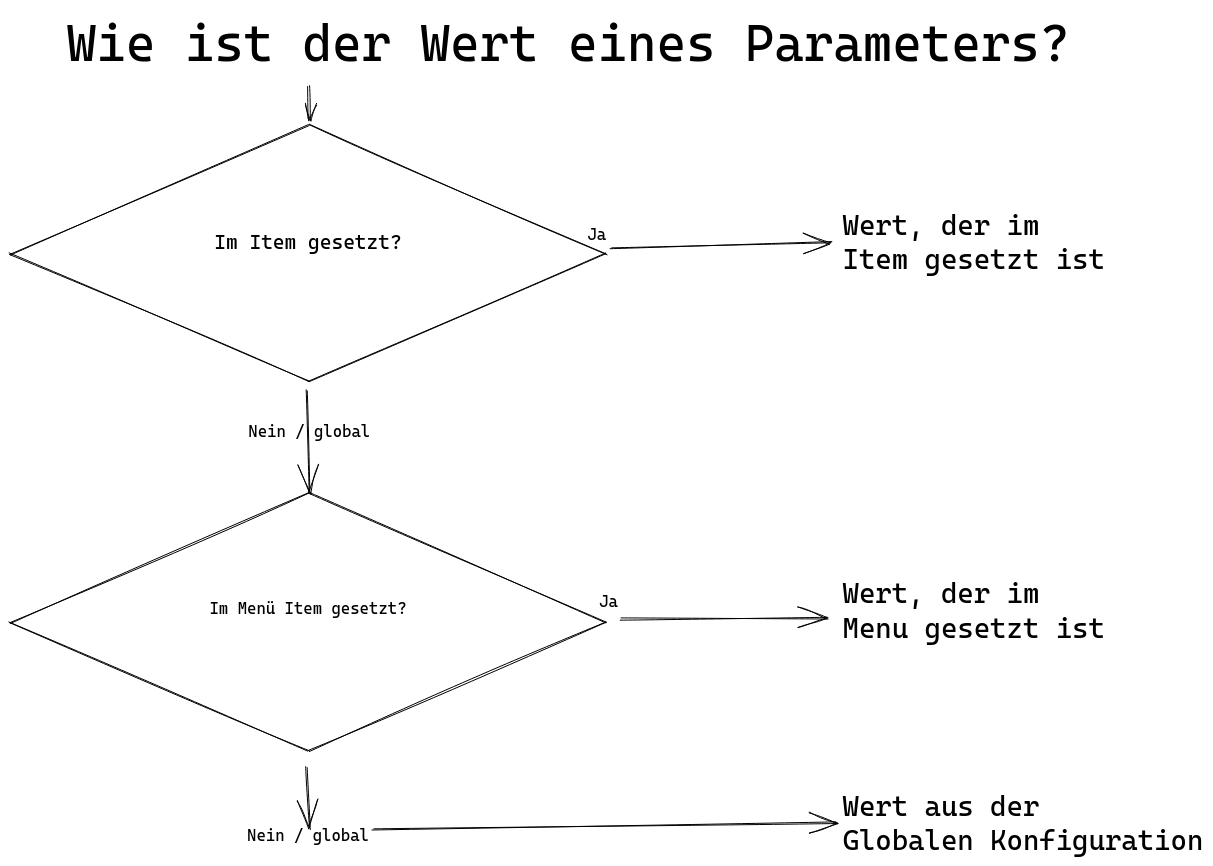 Wie ist der Wert eines Parameters?
Im Item gesetzt?
Ja
Wert, der im
Item gesetzt ist
Nein / global
Im Menü Item gesetzt?
Ja
Wert, der im
Menu gesetzt ist
Nein / global
Wert aus der
Globalen Konfiguration